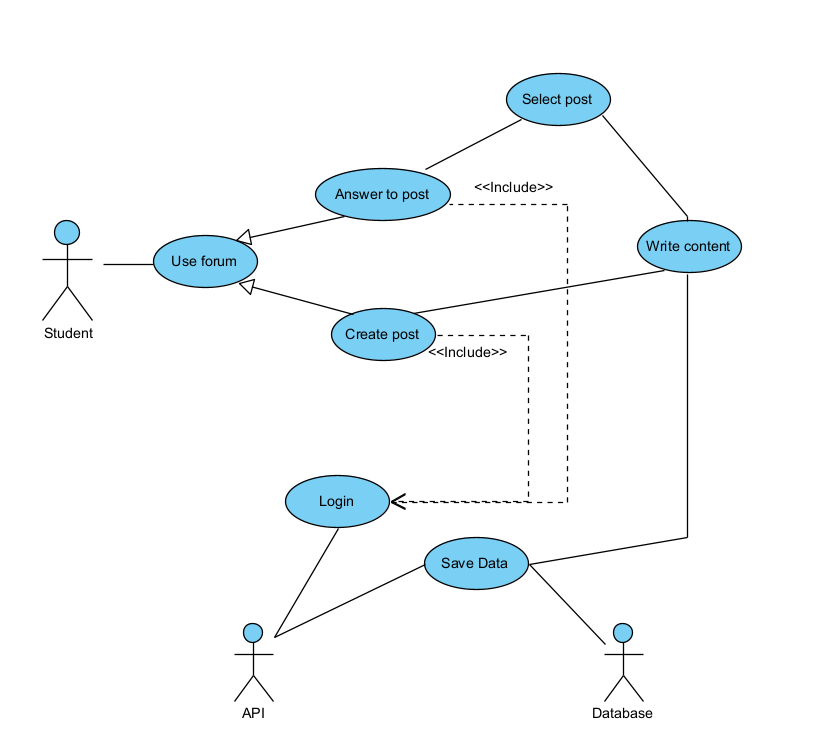 Select post
<<Include>>
Answer to post
Write content
Use forum
Student
Create post
<<Include>>
Login
Save Data
API
Database